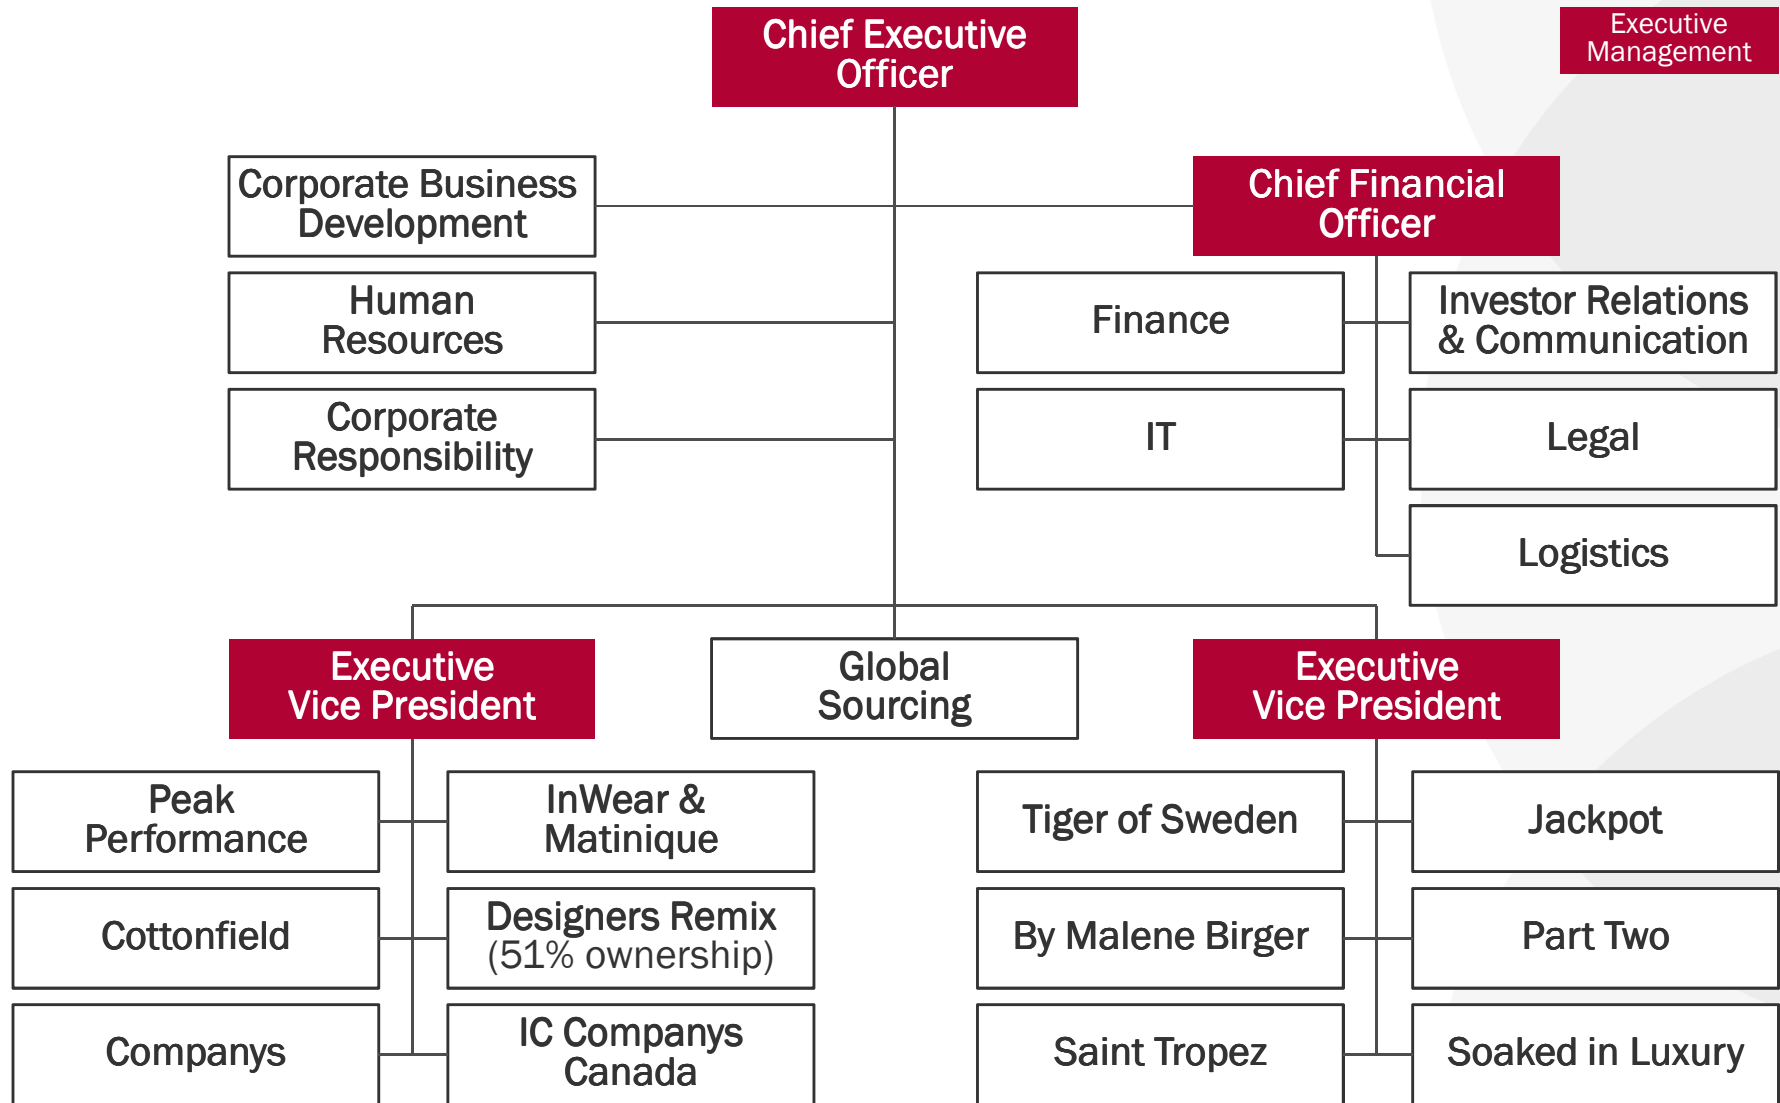 Chief Executive
Officer
Executive
Management
Corporate Business
Development
Chief Financial
Officer
Human
Resources
Finance
Investor Relations
& Communication
Corporate
Responsibility
IT
Legal
Logistics
Executive
Vice President
Global
Sourcing
Executive
Vice President
Peak
Performance
InWear &
Matinique
Tiger of Sweden
Jackpot
Cottonfield
Designers Remix
(51% ownership)
By Malene Birger
Part Two
Companys
IC Companys
Canada
Saint Tropez
Soaked in Luxury